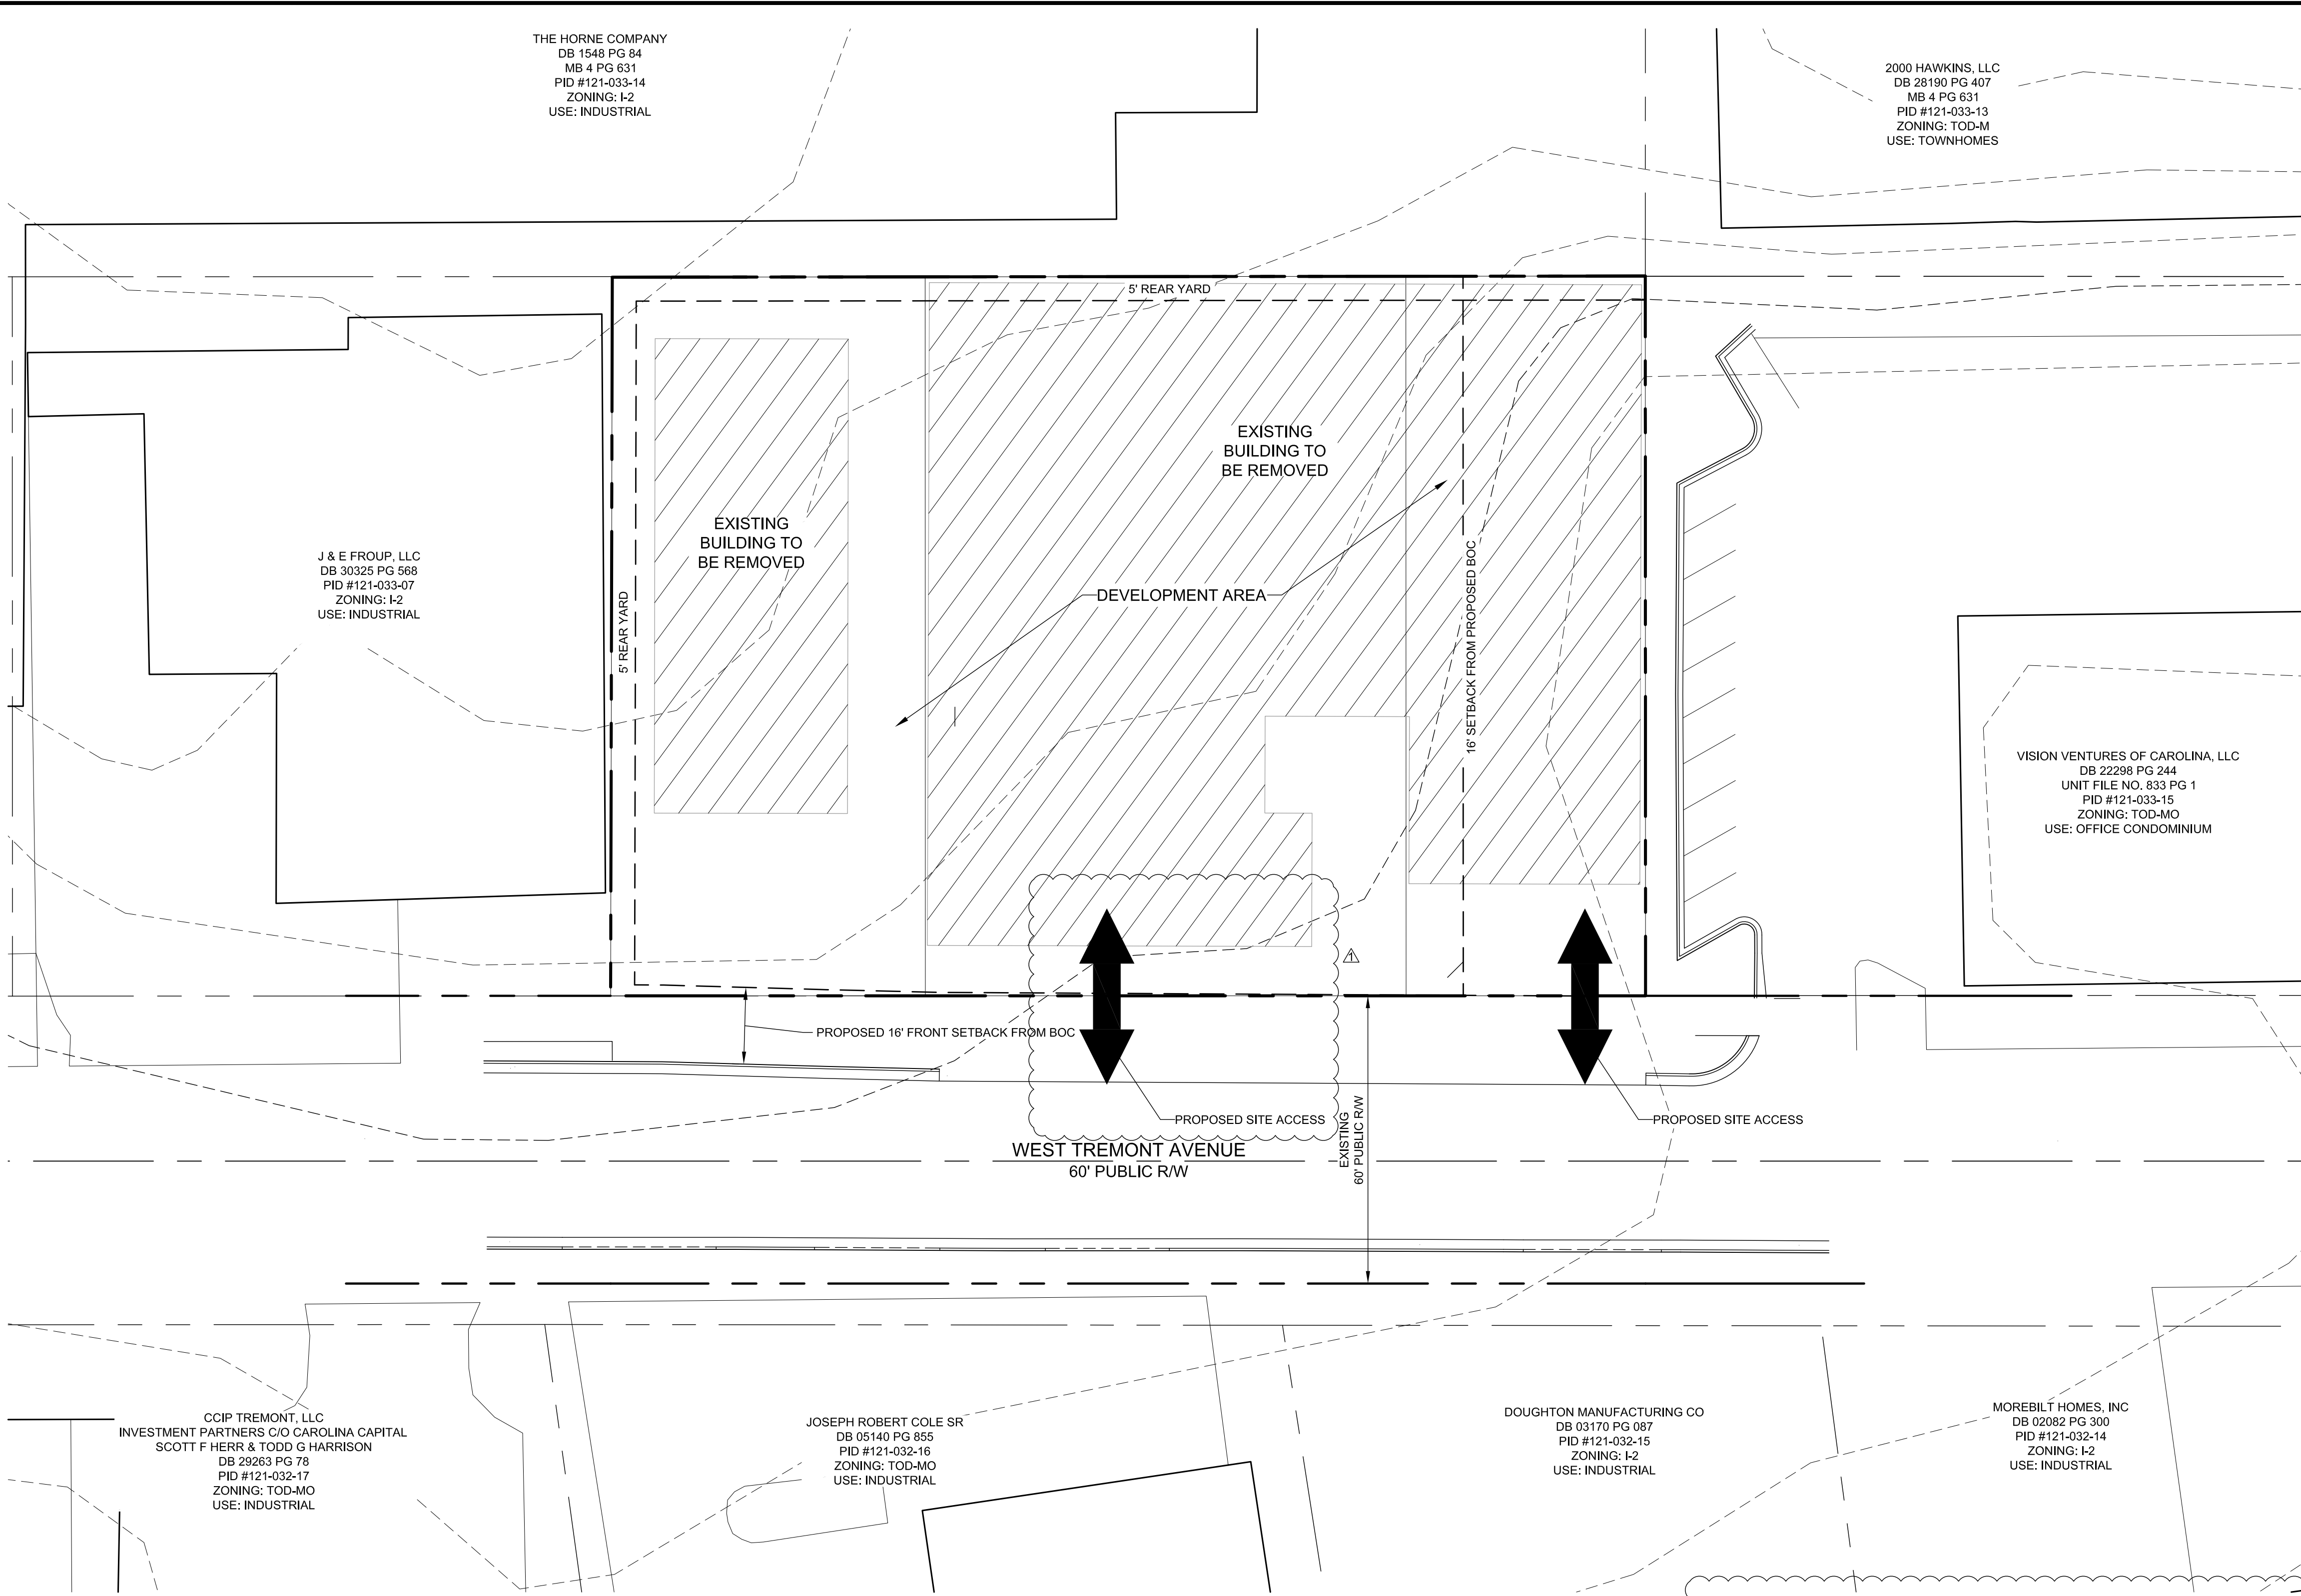 THE HORNE COMPANY
DB 1548 PG 84
MB 4 PG 631
PID #121-033-14
ZONING: I-2
USE: INDUSTRIAL
2000 HAWKINS, LLC
DB 28190 PG 407
MB 4 PG 631
PID #121-033-13
ZONING: TOD-M
USE: TOWNHOMES
5' REAR YARD
EXISTING
BUILDING TO
BE REMOVED
EXISTING
BUILDING TO
BE REMOVED
J & E FROUP, LLC
DB 30325 PG 568
PID #121-033-07
ZONING: I-2
USE: INDUSTRIAL
5' REAR YARD
DEVELOPMENT AREA
16' SETBACK FROM PROPOSED BOC
VISION VENTURES OF CAROLINA, LLC
DB 22298 PG 244
UNIT FILE NO. 833 PG 1
PID #121-033-15
ZONING: TOD-MO
USE: OFFICE CONDOMINIUM
1
PROPOSED 16' FRONT SETBACK FROM BOC
PROPOSED SITE ACCESS
EXISTING
60' PUBLIC R/W
PROPOSED SITE ACCESS
WEST TREMONT AVENUE
60' PUBLIC R/W
CCIP TREMONT, LLC
INVESTMENT PARTNERS C/O CAROLINA CAPITAL
SCOTT F HERR & TODD G HARRISON
DB 29263 PG 78
PID #121-032-17
ZONING: TOD-MO
USE: INDUSTRIAL
JOSEPH ROBERT COLE SR
DB 05140 PG 855
PID #121-032-16
ZONING: TOD-MO
USE: INDUSTRIAL
DOUGHTON MANUFACTURING CO
DB 03170 PG 087
PID #121-032-15
ZONING: I-2
USE: INDUSTRIAL
MOREBILT HOMES, INC
DB 02082 PG 300
PID #121-032-14
ZONING: I-2
USE: INDUSTRIAL